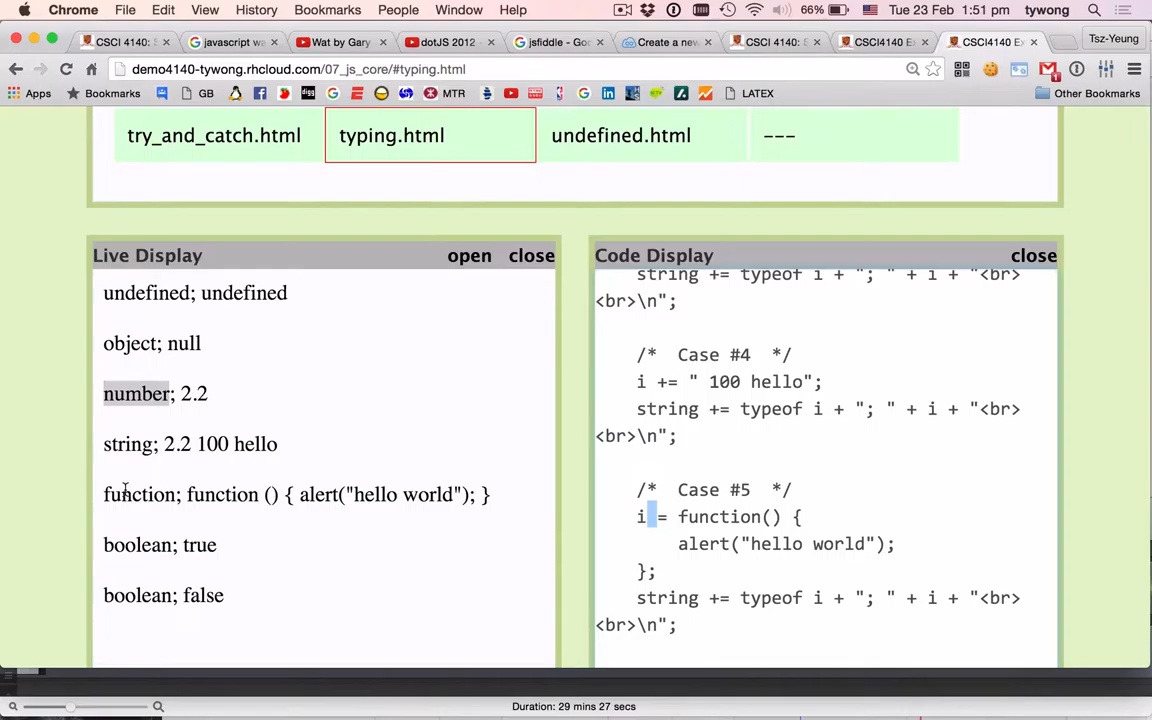 Chrome File Edit View History Bookmarks People Window Help 66% Tue 23 Feb 1:51 pm tywong
CSCI 4140: S javascript wa Wat by Gary dotJS 2012 - jsfiddle - Goo Create a new CSCI 4140: S CSCI4140 Ex CSCI4140 Ex Tsz-Yeung
demo4140-tywong.rhcloud.com/07_js_core/#typing.html
Apps Bookmarks GB MTR LATEX Other Bookmarks
try_and_catch.html typing.html undefined.html ---
Live Display open close
undefined; undefined
object; null
number; 2.2
string; 2.2 100 hello
function; function () { alert("hello world"); }
boolean; true
boolean; false
Code Display close
string += typeof i + "; " + i + "<br>
<br>\n";
/* Case #4 */
i += " 100 hello";
string += typeof i + "; " + i + "<br>
<br>\n";
/* Case #5 */
i = function() {
alert("hello world");
};
string += typeof i + "; " + i + "<br>
<br>\n";
Duration: 29 mins 27 secs